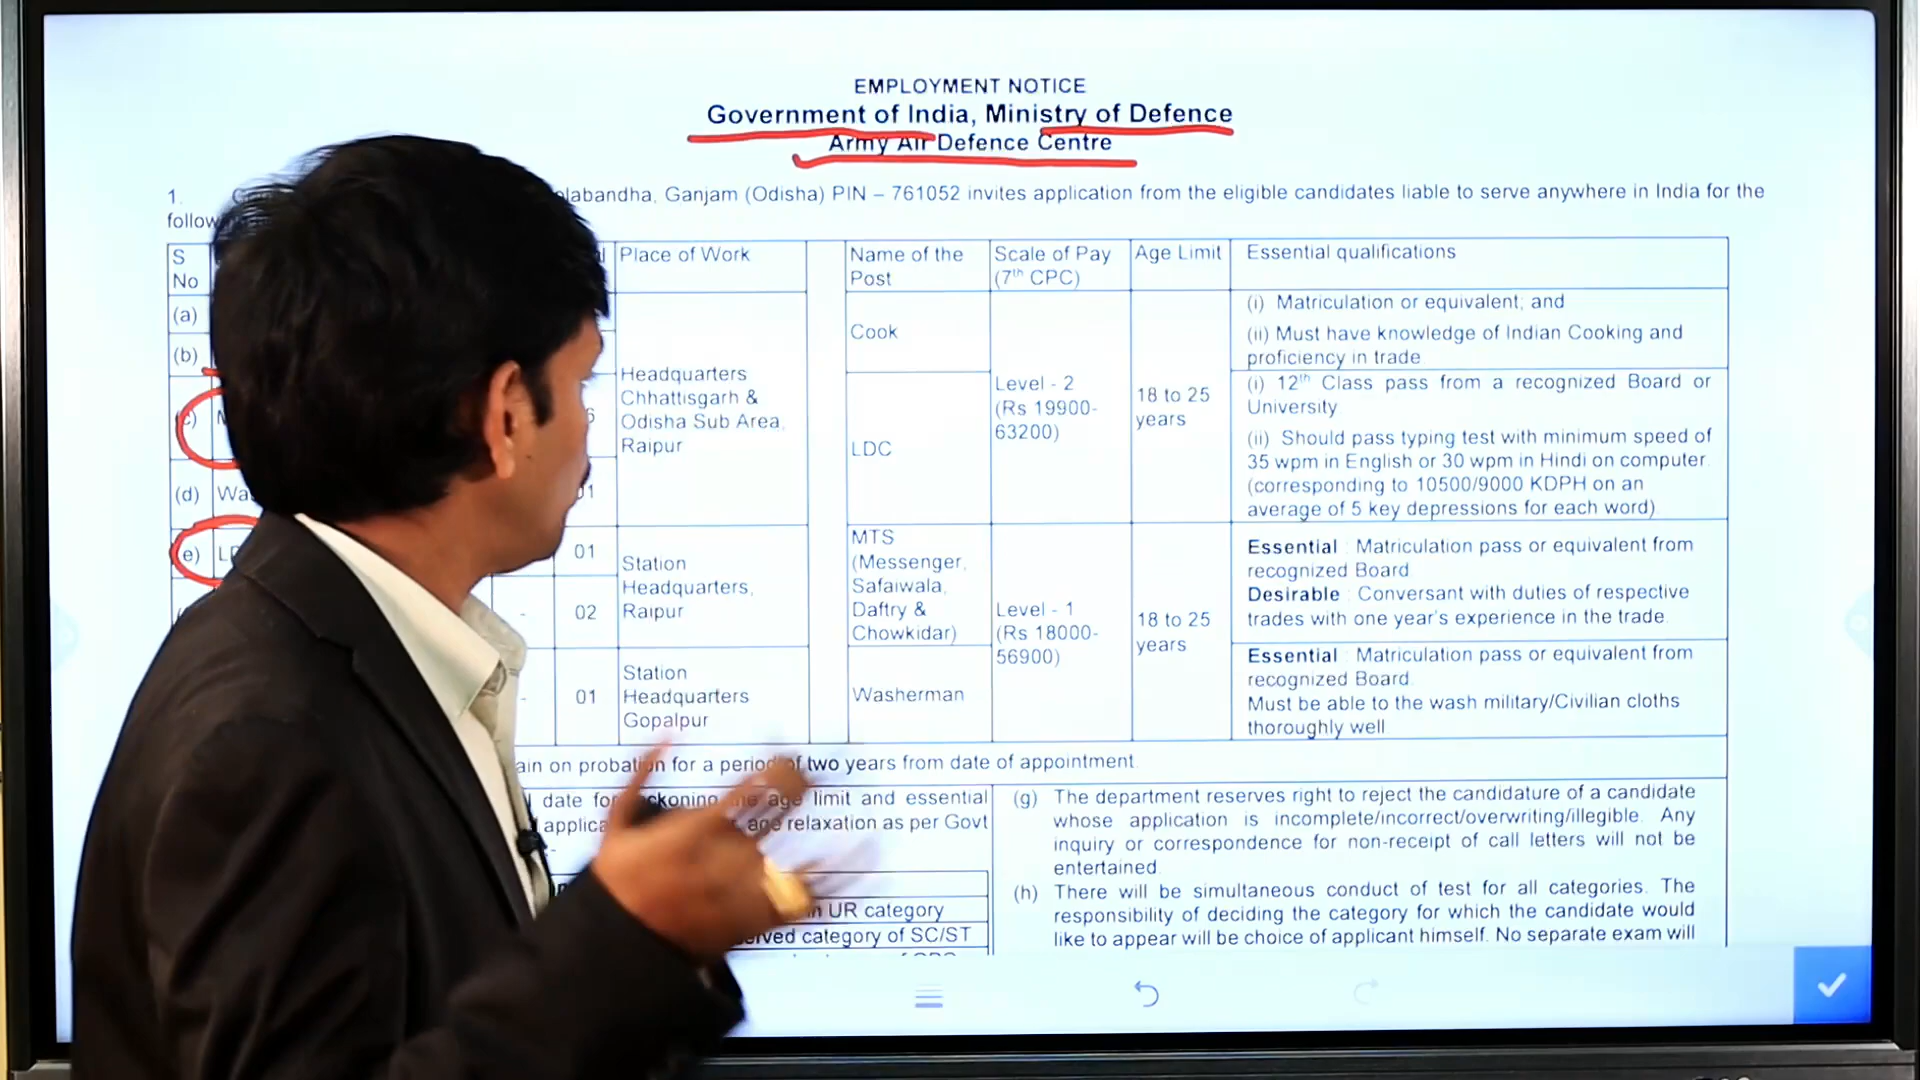 EMPLOYMENT NOTICE
Government of India, Ministry of Defence
Army Air Defence Centre
1.
Ganjam (Odisha) PIN – 761052 invites application from the eligible candidates liable to serve anywhere in India for the
S No
Place of Work
Name of the Post
Scale of Pay (7th CPC)
Age Limit
Essential qualifications
(a)
(b)
(c)
(d)
(e)
01
02
01
Headquarters
Chhattisgarh &
Odisha Sub Area,
Raipur
Station
Headquarters,
Raipur
Station
Headquarters
Gopalpur
Cook
LDC
MTS
(Messenger,
Safaiwala,
Daftry &
Chowkidar)
Washerman
Level - 2
(Rs 19900-
63200)
Level - 1
(Rs 18000-
56900)
18 to 25
years
18 to 25
years
(i) Matriculation or equivalent; and
(ii) Must have knowledge of Indian Cooking and
proficiency in trade
(i) 12th Class pass from a recognized Board or
University
(ii) Should pass typing test with minimum speed of
35 wpm in English or 30 wpm in Hindi on computer
(corresponding to 10500/9000 KDPH on an
average of 5 key depressions for each word)
Essential : Matriculation pass or equivalent from
recognized Board
Desirable : Conversant with duties of respective
trades with one year's experience in the trade.
Essential : Matriculation pass or equivalent from
recognized Board
Must be able to the wash military/Civilian cloths
thoroughly well
on probation for a period of two years from date of appointment.
date for reckoning the age limit and essential
age relaxation as per Govt
UR category
category of SC/ST
(g) The department reserves right to reject the candidature of a candidate
whose application is incomplete/incorrect/overwriting/illegible. Any
inquiry or correspondence for non-receipt of call letters will not be
entertained.
(h) There will be simultaneous conduct of test for all categories. The
responsibility of deciding the category for which the candidate would
like to appear will be choice of applicant himself. No separate exam will